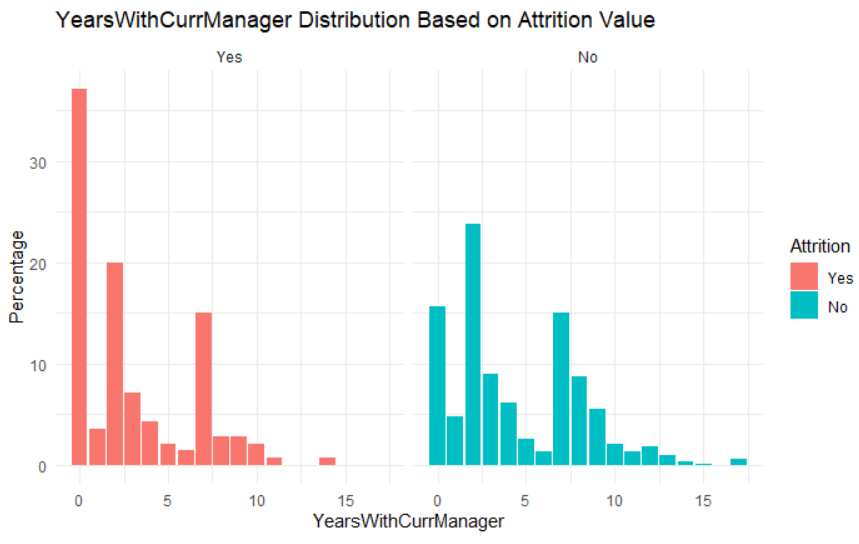 YearsWithCurrManager Distribution Based on Attrition Value
Yes
No
30
20
10
0
Percentage
0 5 10 15
0 5 10 15
YearsWithCurrManager
Attrition
Yes
No